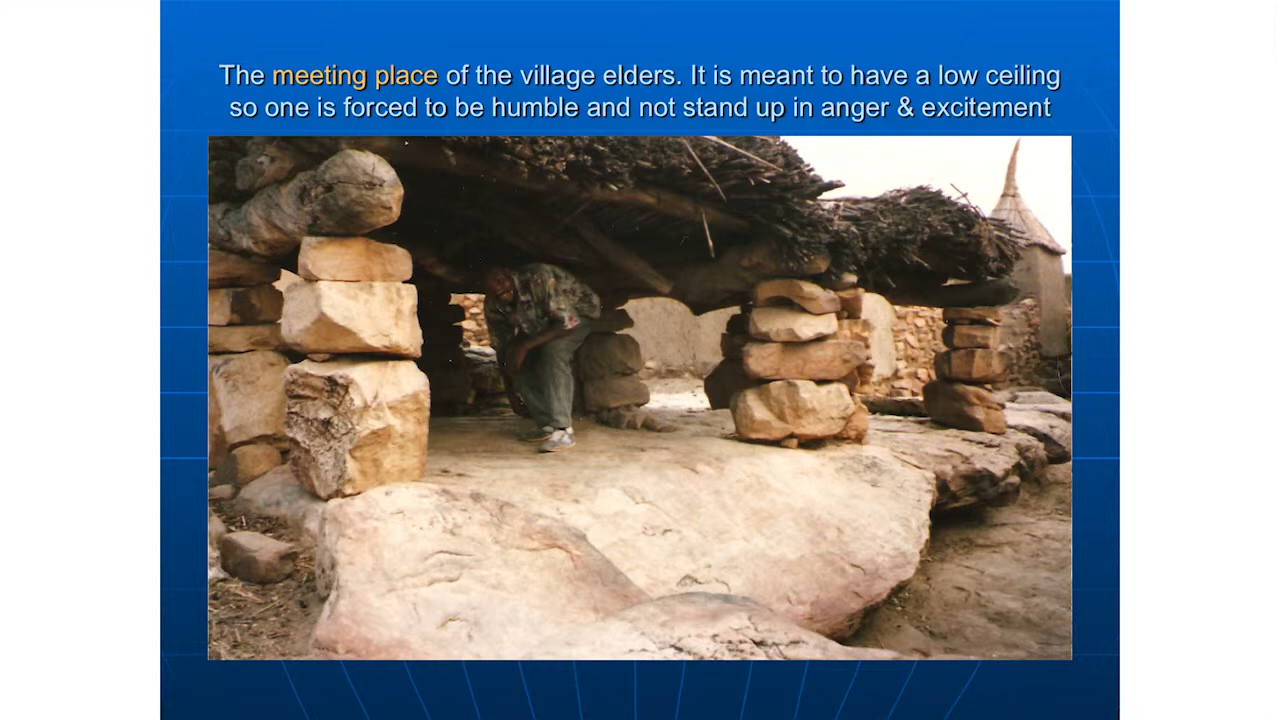 The meeting place of the village elders. It is meant to have a low ceiling
so one is forced to be humble and not stand up in anger & excitement